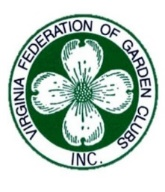 VIRGINIA FEDERATION OF GARDEN CLUBS
INC.